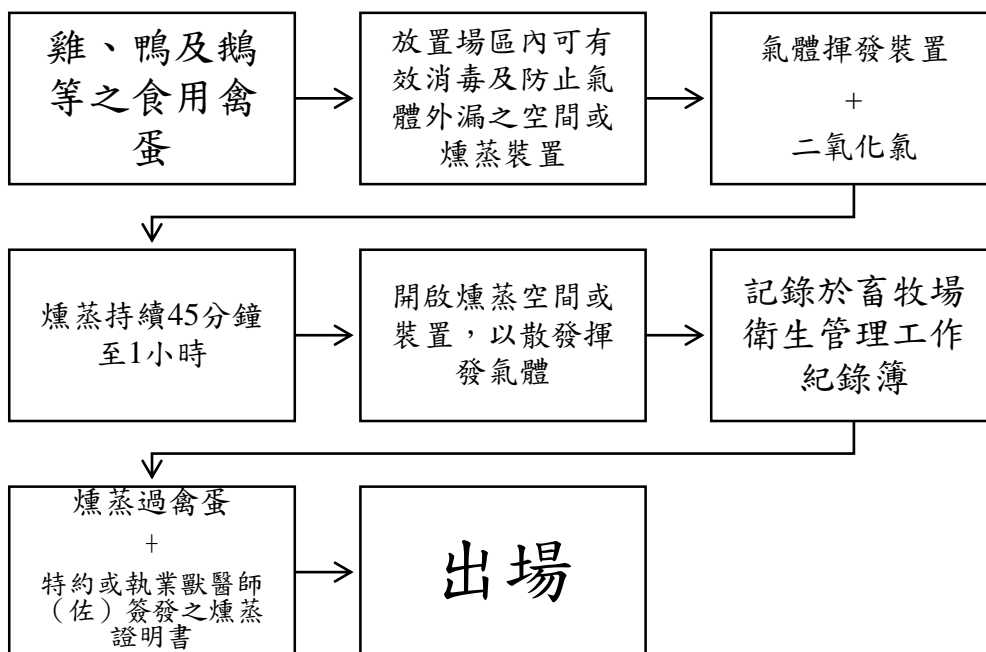 雞、鴨及鵝
等之食用禽
蛋
放置場區內可有
效消毒及防止氣
體外漏之空間或
燻蒸裝置
氣體揮發裝置
+
二氧化氯
燻蒸持續45分鐘
至1小時
開啟燻蒸空間或
裝置，以散發揮
發氣體
記錄於畜牧場
衛生管理工作
紀錄簿
燻蒸過禽蛋
+
特約或執業獸醫師
（佐）簽發之燻蒸
證明書
出場